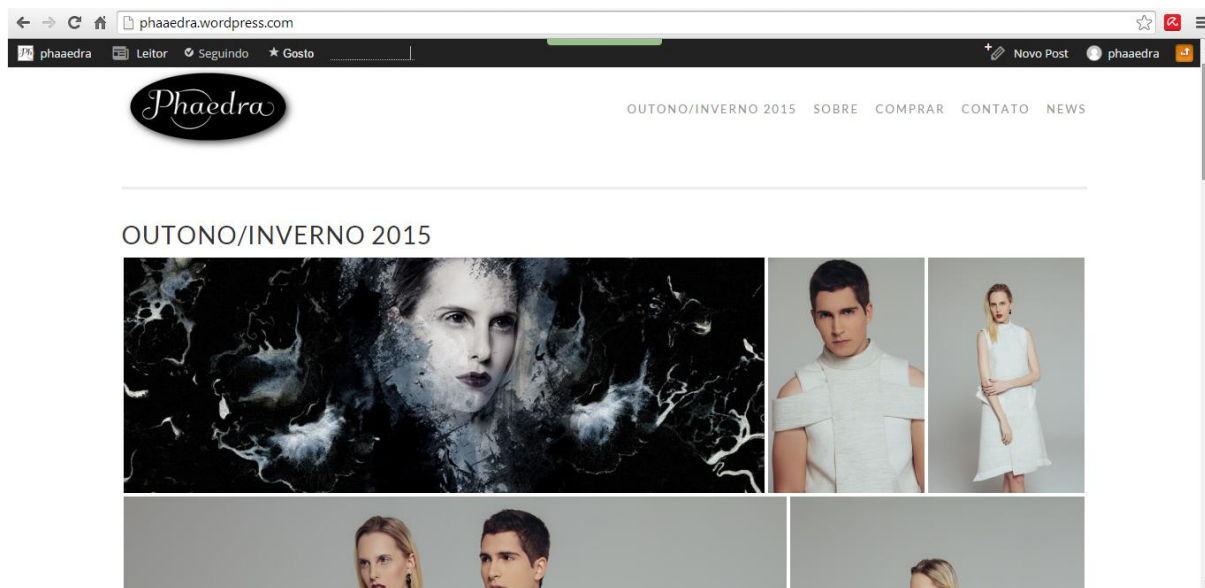 phaaedra.wordpress.com
Ph phaaedra Leitor Seguindo Gosto Novo Post phaaedra
Phaedra
OUTONO/INVERNO 2015 SOBRE COMPRAR CONTATO NEWS
OUTONO/INVERNO 2015